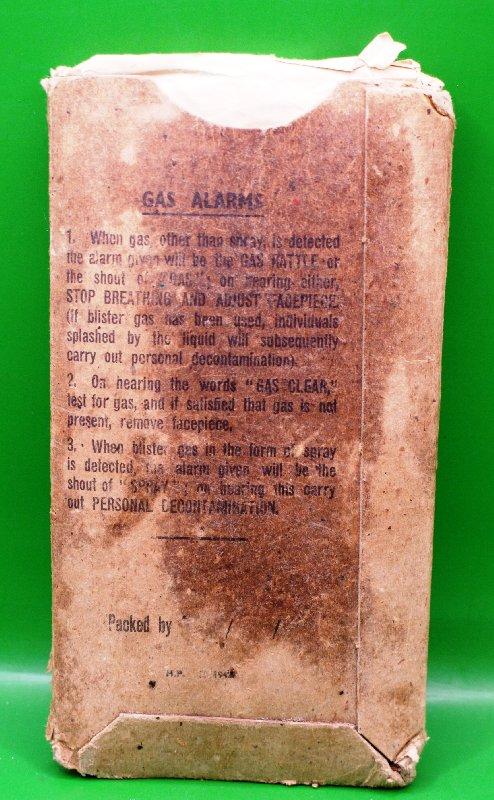 GAS ALARMS
1. When gas, other than spray, is detected
the alarm given will be the GAS RATTLE or
the shout of "GAS"; on hearing either,
STOP BREATHING AND ADJUST FACEPIECE.
(If blister gas has been used, individuals
splashed by the liquid will subsequently
carry out personal decontamination).
2. On hearing the words "GAS CLEAR,"
test for gas, and if satisfied that gas is not
present, remove facepiece.
3. When blister gas in the form of spray
is detected, the alarm given will be the
shout of "SPRAY"; on hearing this carry
out PERSONAL DECONTAMINATION.
Packed by / /
H.P.